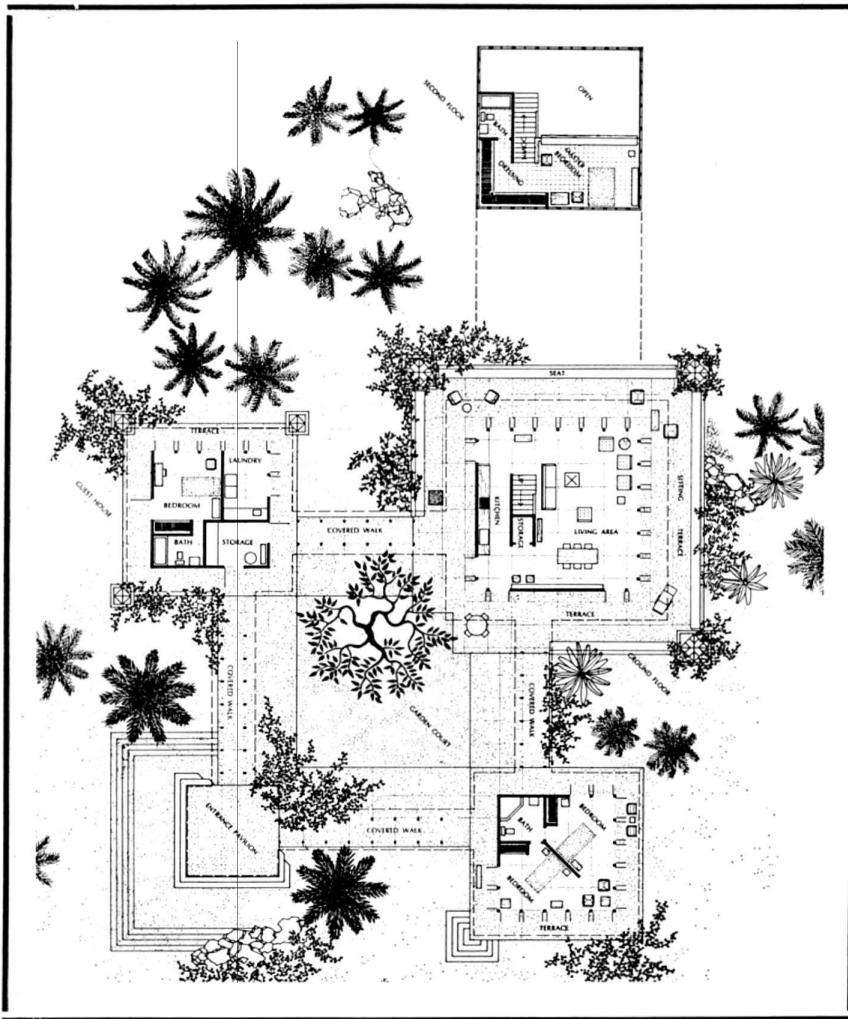 SECOND FLOOR
OPEN
BATH
DRESSING
MASTER
BEDROOM
SEAT
TERRACE
LAUNDRY
GUEST HOUSE
BEDROOM
BATH
STORAGE
COVERED WALK
KITCHEN
UP
STORAGE
LIVING AREA
SITTING TERRACE
TERRACE
GROUND FLOOR
COVERED WALK
COVERED WALK
GARDEN COURT
ENTRANCE PAVILION
COVERED WALK
BATH
BEDROOM
BEDROOM
TERRACE